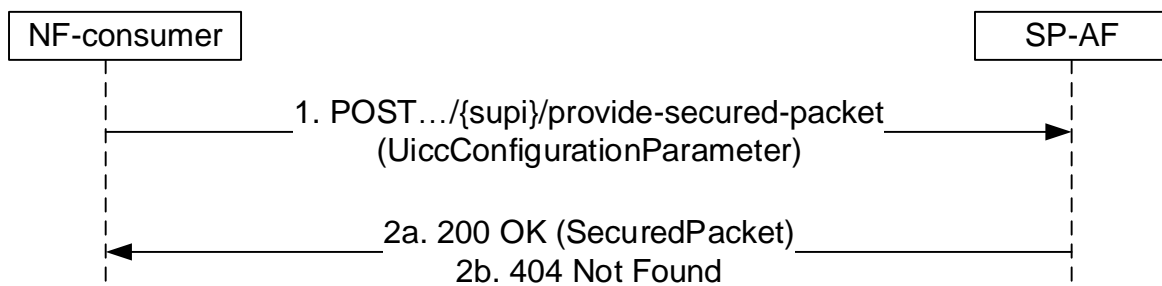 NF-consumer
SP-AF
1. POST…/{supi}/provide-secured-packet
(UiccConfigurationParameter)
2a. 200 OK (SecuredPacket)
2b. 404 Not Found